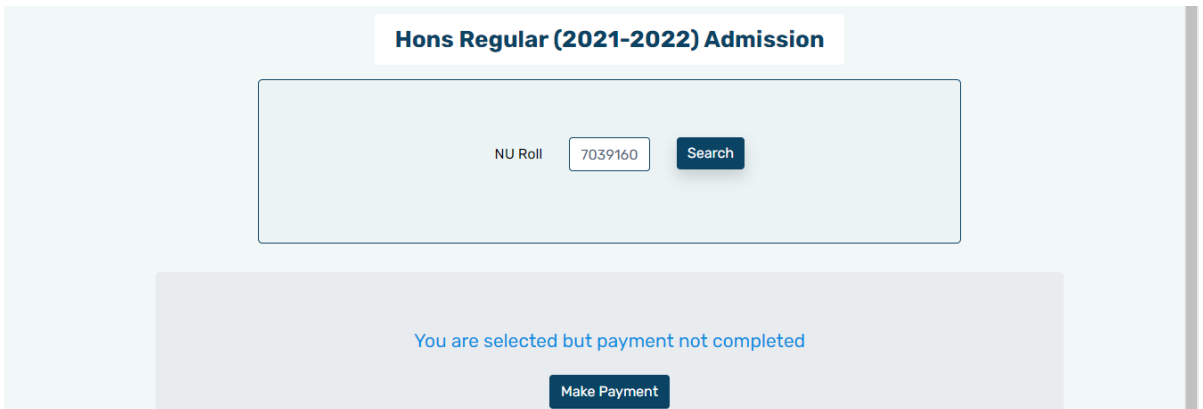 Hons Regular (2021-2022) Admission
NU Roll 7039160 Search
You are selected but payment not completed
Make Payment